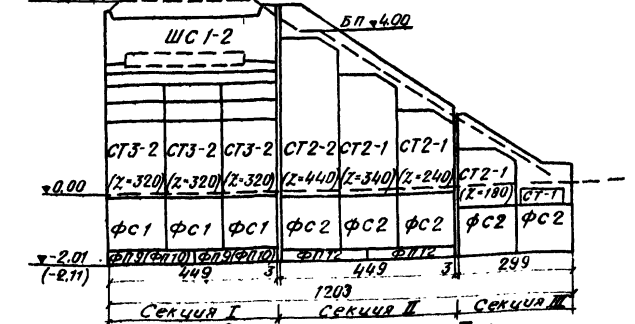 БП 4.00
ШС 1-2
СТ3-2 СТ3-2 СТ3-2 СТ2-2 СТ2-1 СТ2-1
(Z=320) (Z=320) (Z=320) (Z=440) (Z=340) (Z=240)
СТ2-1
(Z=180) СТ-1
0,00
ФС1 ФС1 ФС1 ФС2 ФС2 ФС2 ФС2 ФС2
-2.01
(-2,11)
ФП9(ФП10) ФП9(ФП10) ФП12 ФП12
449 3 449 3 299
1203
Секция I Секция II Секция III